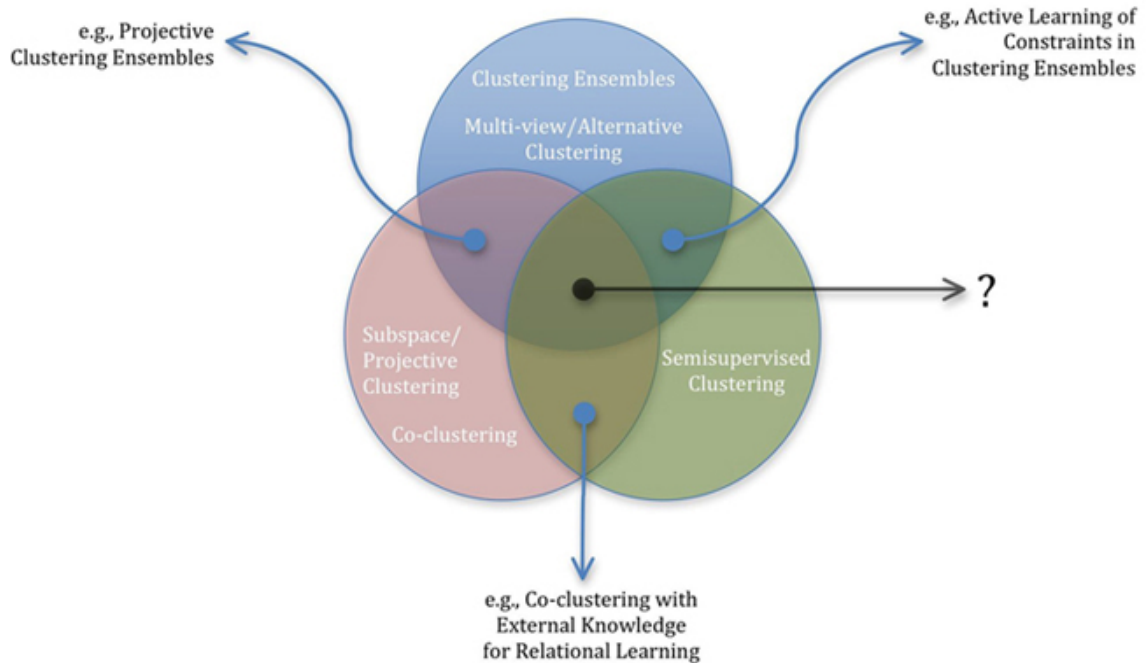 e.g., Projective
Clustering Ensembles
e.g., Active Learning of
Constraints in
Clustering Ensembles
Clustering Ensembles
Multi-view/Alternative
Clustering
?
Subspace/
Projective
Clustering
Co-clustering
Semisupervised
Clustering
e.g., Co-clustering with
External Knowledge
for Relational Learning